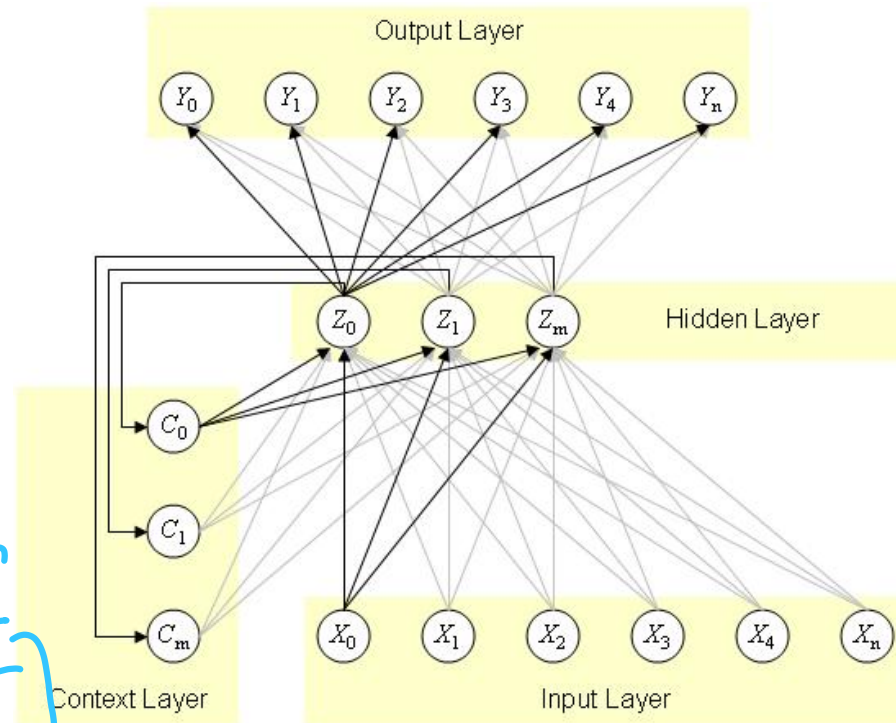 Output Layer
Y0 Y1 Y2 Y3 Y4 Yn
Z0 Z1 Zm Hidden Layer
C0
C1
Cm X0 X1 X2 X3 X4 Xn
Context Layer Input Layer